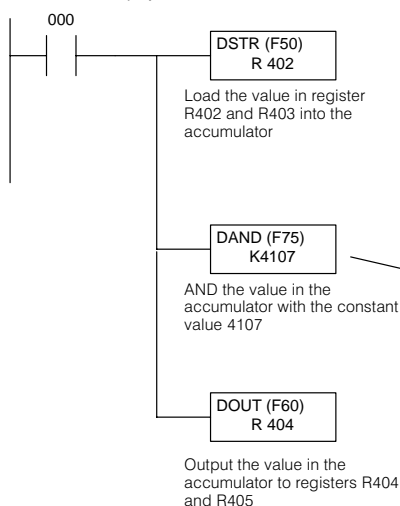 000
DSTR (F50)
R 402
Load the value in register
R402 and R403 into the
accumulator
DAND (F75)
K4107
AND the value in the
accumulator with the constant
value 4107
DOUT (F60)
R 404
Output the value in the
accumulator to registers R404
and R405